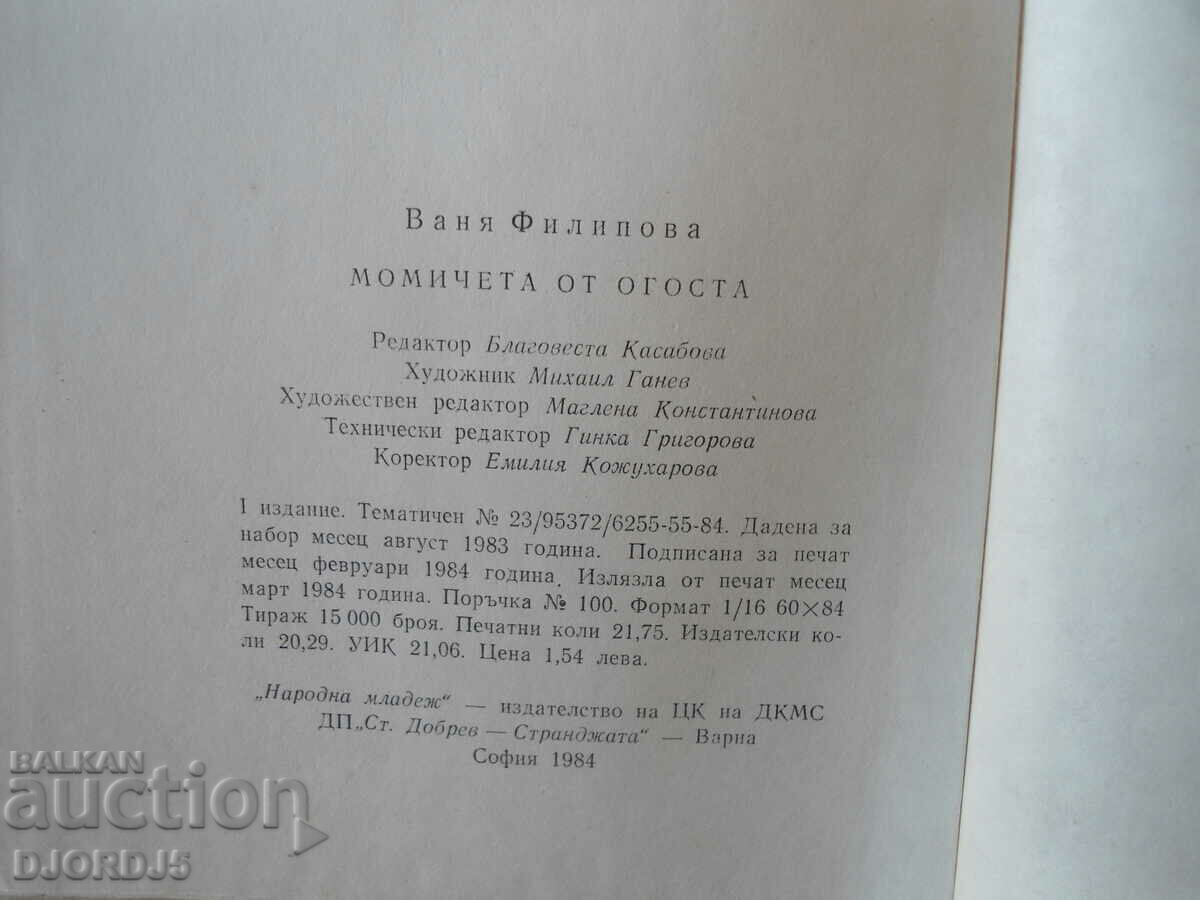 Ваня Филипова
МОМИЧЕТА ОТ ОГОСТА
Редактор Благовеста Касабова
Художник Михаил Ганев
Художествен редактор Маглена Константинова
Технически редактор Гинка Григорова
Коректор Емилия Кожухарова
I издание. Тематичен № 23/95372/6255-55-84. Дадена за
набор месец август 1983 година. Подписана за печат
месец февруари 1984 година. Излязла от печат месец
март 1984 година. Поръчка № 100. Формат 1/16 60×84
Тираж 15 000 броя. Печатни коли 21,75. Издателски ко-
ли 20,29. УИК 21,06. Цена 1,54 лева.
„Народна младеж“ — издателство на ЦК на ДКМС
ДП „Ст. Добрев — Странджата“ — Варна
София 1984
BALKAN
auction
DJORDJ5